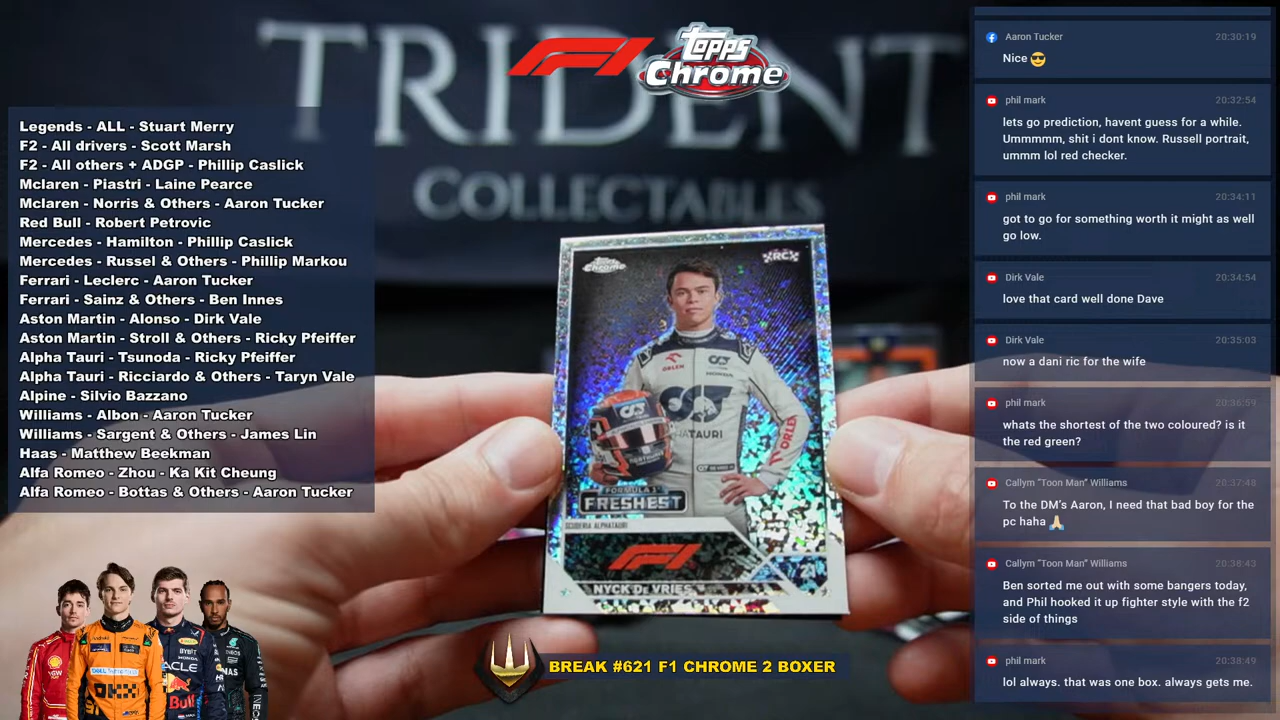 TRIDENT
COLLECTABLES
F1
Topps
Chrome
Legends - ALL - Stuart Merry
F2 - All drivers - Scott Marsh
F2 - All others + ADGP - Phillip Caslick
Mclaren - Piastri - Laine Pearce
Mclaren - Norris & Others - Aaron Tucker
Red Bull - Robert Petrovic
Mercedes - Hamilton - Phillip Caslick
Mercedes - Russel & Others - Phillip Markou
Ferrari - Leclerc - Aaron Tucker
Ferrari - Sainz & Others - Ben Innes
Aston Martin - Alonso - Dirk Vale
Aston Martin - Stroll & Others - Ricky Pfeiffer
Alpha Tauri - Tsunoda - Ricky Pfeiffer
Alpha Tauri - Ricciardo & Others - Taryn Vale
Alpine - Silvio Bazzano
Williams - Albon - Aaron Tucker
Williams - Sargent & Others - James Lin
Haas - Matthew Beekman
Alfa Romeo - Zhou - Ka Kit Cheung
Alfa Romeo - Bottas & Others - Aaron Tucker
Chrome
RC
ORLEN
HONDA
ORLEN
FORMULA 1
FRESHEST
SCUDERIA ALPHATAURI
F1
21
NYCK DE VRIES
BREAK #621 F1 CHROME 2 BOXER
Aaron Tucker 20:30:19
Nice 😎
phil mark 20:32:54
lets go prediction, havent guess for a while.
Ummmmm, shit i dont know. Russell portrait,
ummm lol red checker.
phil mark 20:34:11
got to go for something worth it might as well
go low.
Dirk Vale 20:34:54
love that card well done Dave
Dirk Vale 20:35:03
now a dani ric for the wife
phil mark 20:36:59
whats the shortest of the two coloured? is it
the red green?
Callym "Toon Man" Williams 20:37:48
To the DM's Aaron, I need that bad boy for the
pc haha 🙏
Callym "Toon Man" Williams 20:38:43
Ben sorted me out with some bangers today,
and Phil hooked it up fighter style with the f2
side of things
phil mark 20:38:49
lol always. that was one box. always gets me.